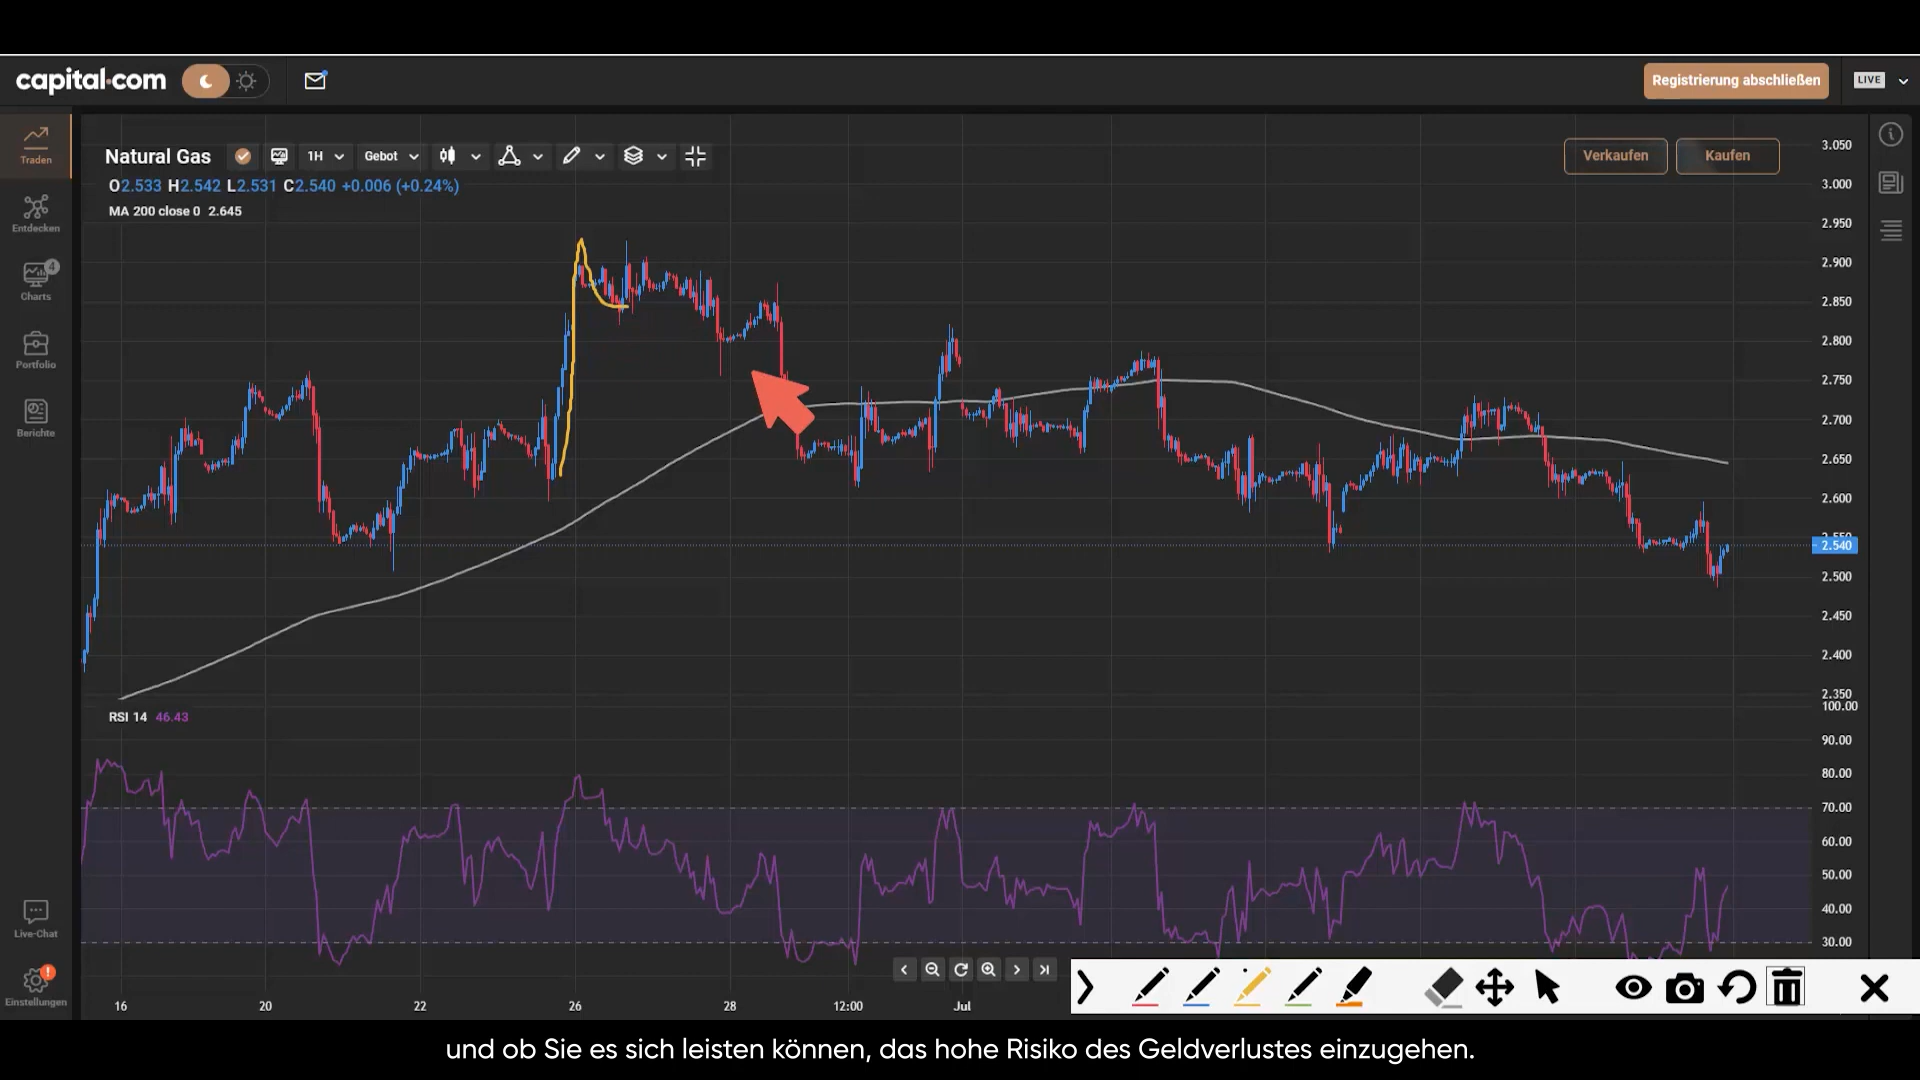 capital.com
Registrierung abschließen
LIVE
Traden
Entdecken
4
Charts
Portfolio
Berichte
Live-Chat
!
Einstellungen
Natural Gas
1H
Gebot
O2.533 H2.542 L2.531 C2.540 +0.006 (+0.24%)
MA 200 close 0 2.645
Verkaufen
Kaufen
3.050
3.000
2.950
2.900
2.850
2.800
2.750
2.700
2.650
2.600
2.550
2.540
2.500
2.450
2.400
2.350
RSI 14 46.43
100.00
90.00
80.00
70.00
60.00
50.00
40.00
30.00
16 20 22 26 28 12:00 Jul
und ob Sie es sich leisten können, das hohe Risiko des Geldverlustes einzugehen.